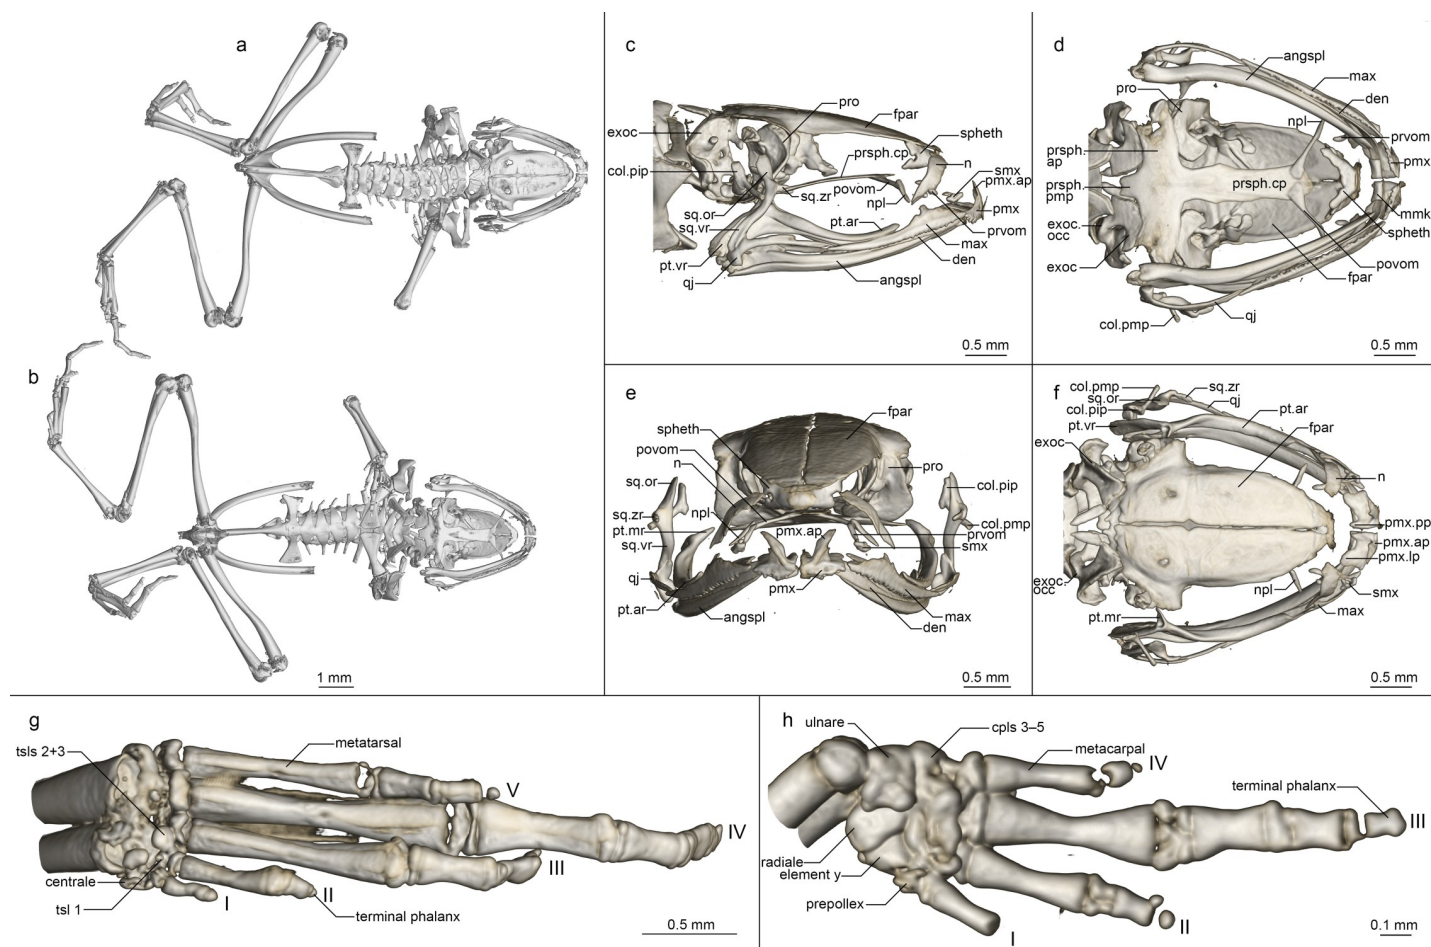 a
b
1 mm
c
pro
fpar
exoc
spheth
prsph.cp
n
col.pip
smx
pmx.ap
povom
sq.zr
npl
sq.or
sq.vr
pt.ar
pmx
prvom
max
pt.vr
den
qj
angspl
0.5 mm
d
angspl
max
pro
den
npl
prvom
prsph.
ap
pmx
prsph.
pmp
prsph.cp
mmk
exoc.
occ
spheth
exoc
povom
fpar
qj
col.pmp
0.5 mm
e
fpar
spheth
povom
n
pro
sq.or
col.pip
npl
sq.zr
pt.mr
pmx.ap
col.pmp
prvom
sq.vr
smx
qj
pmx
pt.ar
max
angspl
den
0.5 mm
f
col.pmp
sq.zr
sq.or
qj
col.pip
pt.ar
pt.vr
fpar
exoc
n
pmx.pp
pmx.ap
pmx.lp
exoc.
occ
npl
smx
pt.mr
max
0.5 mm
g
tsls 2+3
metatarsal
V
IV
III
centrale
II
I
tsl 1
terminal phalanx
0.5 mm
h
ulnare
cpls 3–5
metacarpal
IV
terminal phalanx
III
radiale
element y
prepollex
II
I
0.1 mm